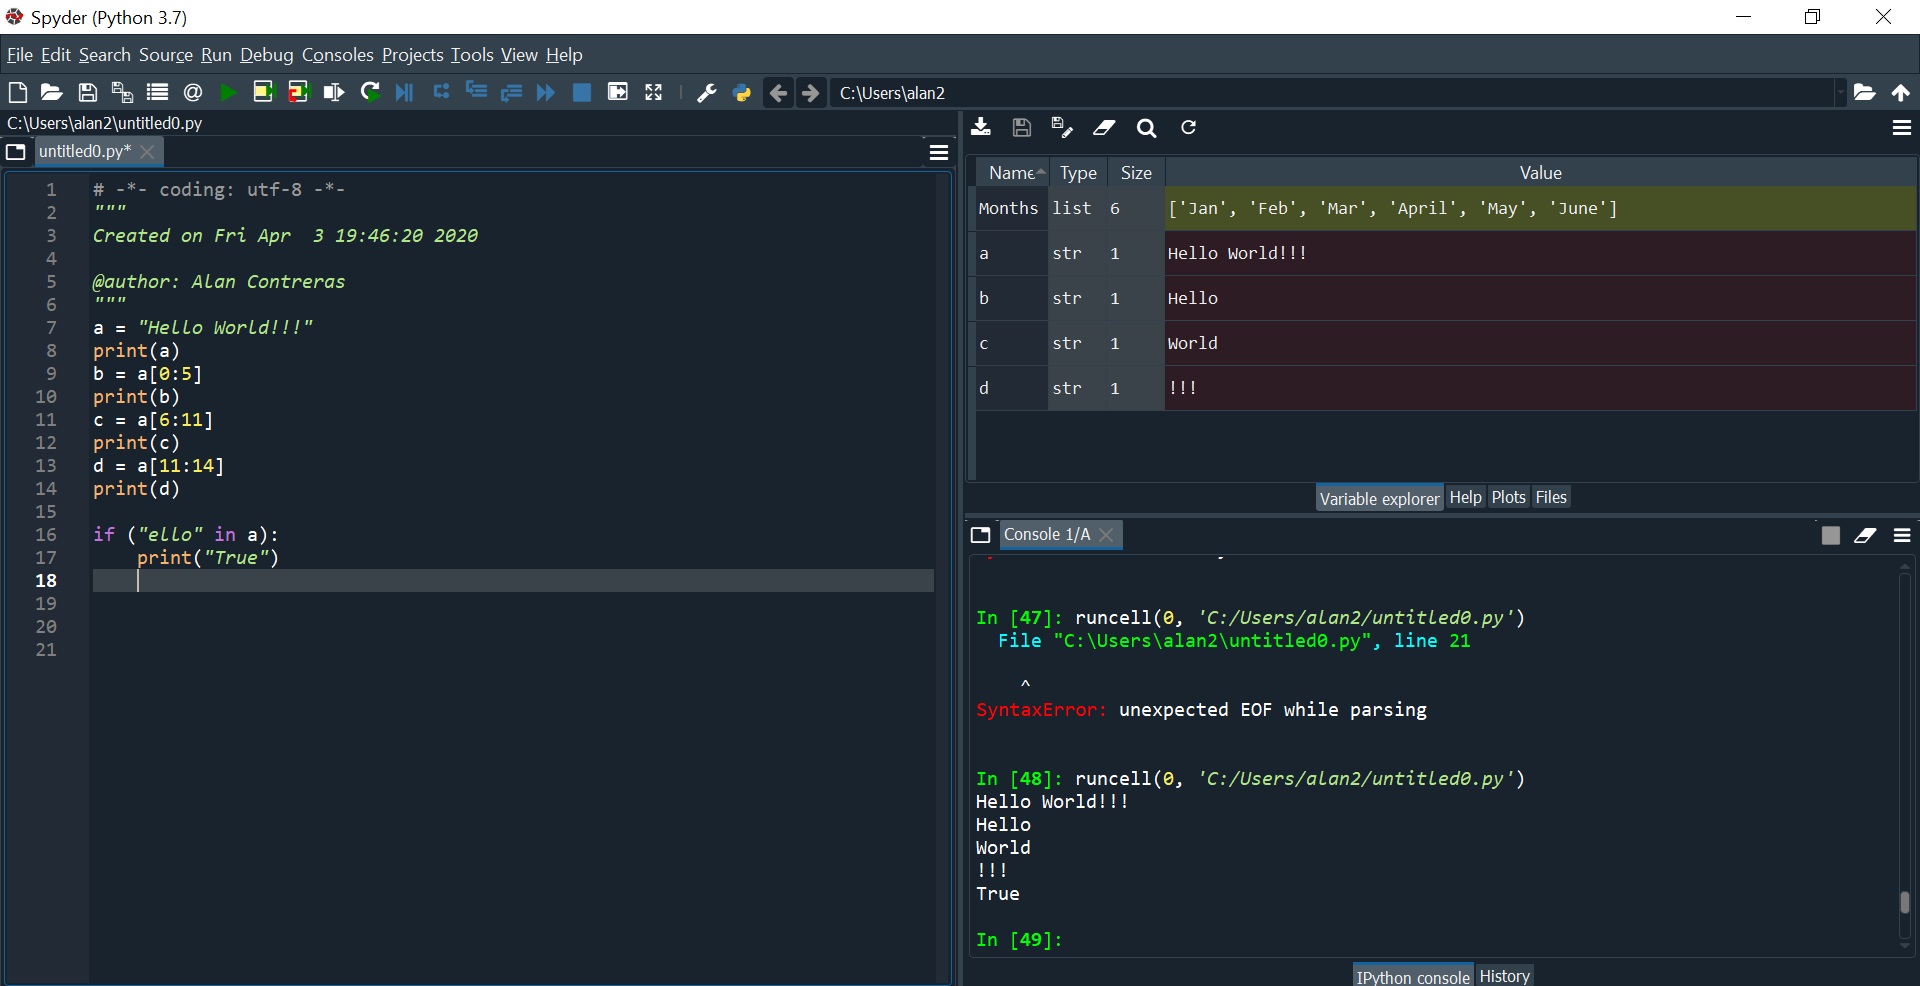 Spyder (Python 3.7)
File Edit Search Source Run Debug Consoles Projects Tools View Help
C:\Users\alan2
C:\Users\alan2\untitled0.py
untitled0.py*
1 # -*- coding: utf-8 -*-
2 """
3 Created on Fri Apr  3 19:46:20 2020
4
5 @author: Alan Contreras
6 """
7 a = "Hello World!!!"
8 print(a)
9 b = a[0:5]
10 print(b)
11 c = a[6:11]
12 print(c)
13 d = a[11:14]
14 print(d)
15
16 if ("ello" in a):
17     print("True")
18
19
20
21
Name Type Size Value
Months list 6 ['Jan', 'Feb', 'Mar', 'April', 'May', 'June']
a str 1 Hello World!!!
b str 1 Hello
c str 1 World
d str 1 !!!
Variable explorer Help Plots Files
Console 1/A
In [47]: runcell(0, 'C:/Users/alan2/untitled0.py')
  File "C:\Users\alan2\untitled0.py", line 21
    ^
SyntaxError: unexpected EOF while parsing
In [48]: runcell(0, 'C:/Users/alan2/untitled0.py')
Hello World!!!
Hello
World
!!!
True
In [49]:
IPython console History